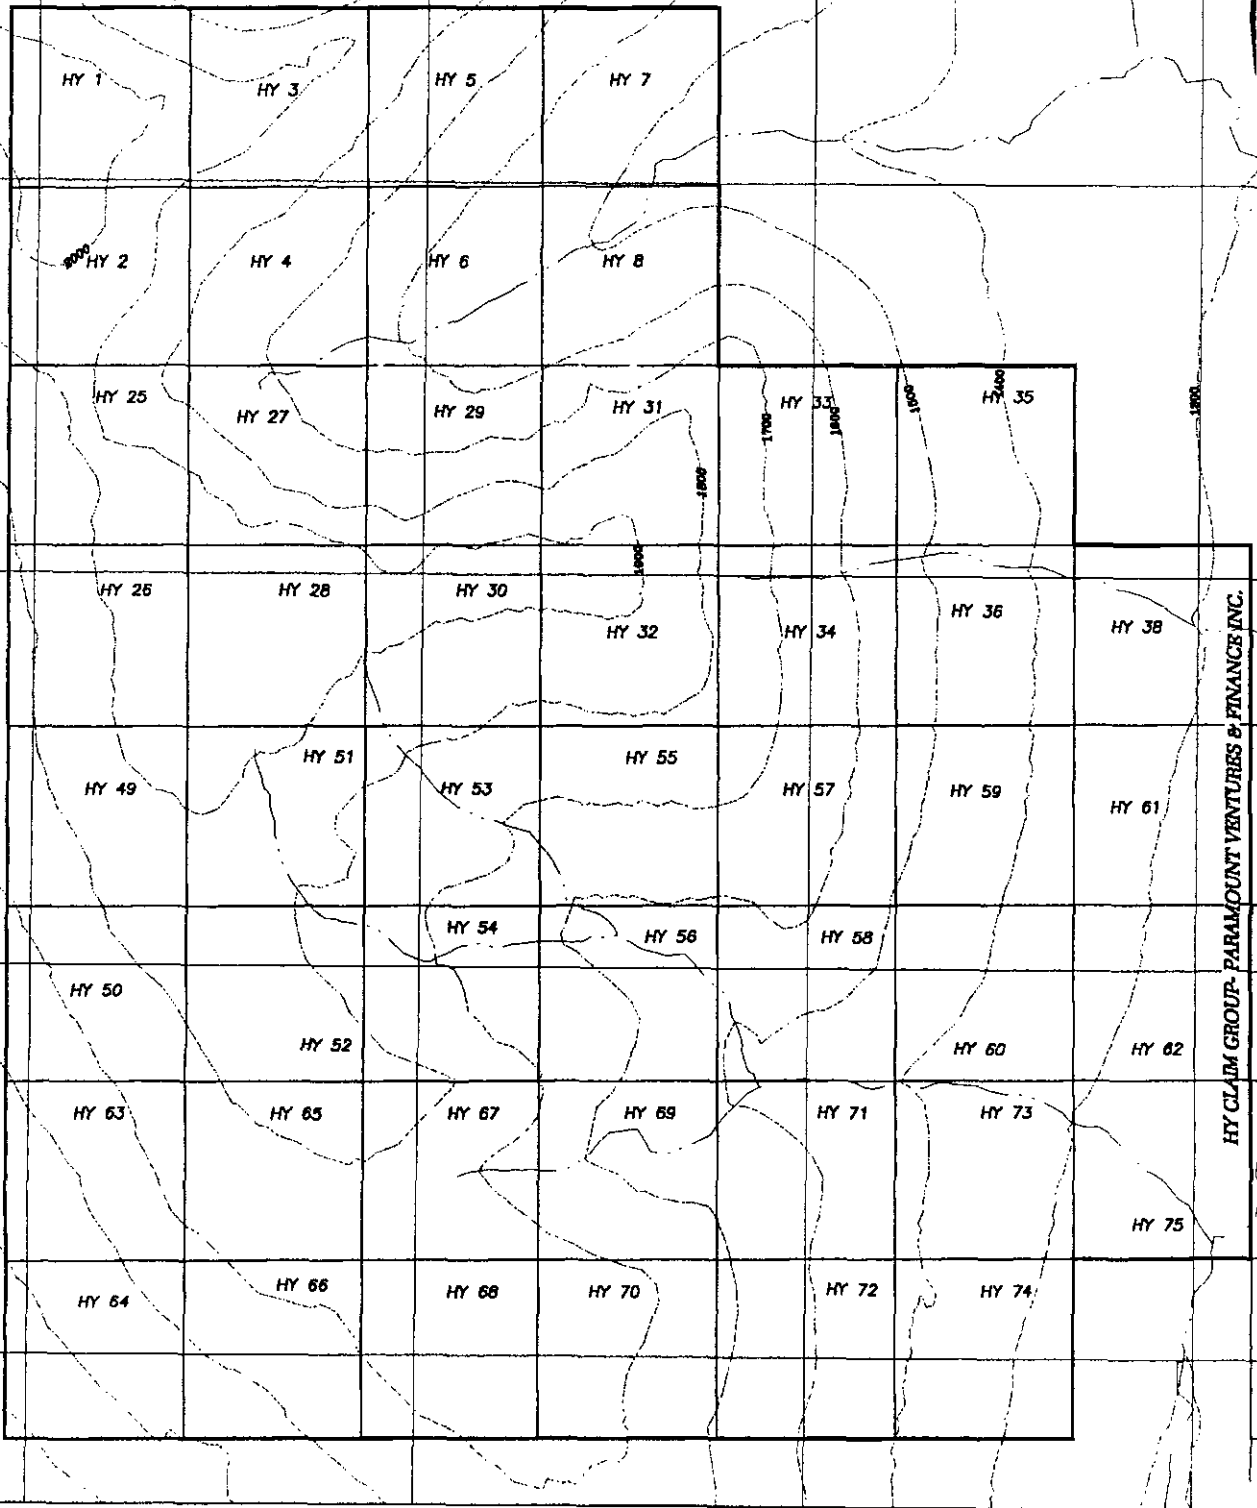 HY 1
HY 3
HY 5
HY 7
2000
HY 2
HY 4
HY 6
HY 8
HY 25
HY 27
HY 29
HY 31
HY 33
HY 35
1700
1600
1500
1400
1200
1800
1900
HY 26
HY 28
HY 30
HY 32
HY 34
HY 36
HY 38
HY 49
HY 51
HY 53
HY 55
HY 57
HY 59
HY 61
HY 50
HY 52
HY 54
HY 56
HY 58
HY 60
HY 62
HY 63
HY 65
HY 67
HY 69
HY 71
HY 73
HY 75
HY 64
HY 66
HY 68
HY 70
HY 72
HY 74
HY CLAIM GROUP- PARAMOUNT VENTURES & FINANCE INC.